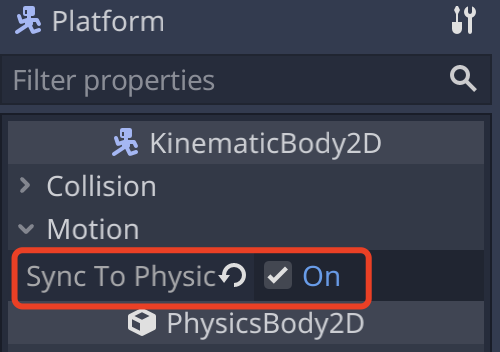 Platform
Filter properties
KinematicBody2D
Collision
Motion
Sync To Physic On
PhysicsBody2D